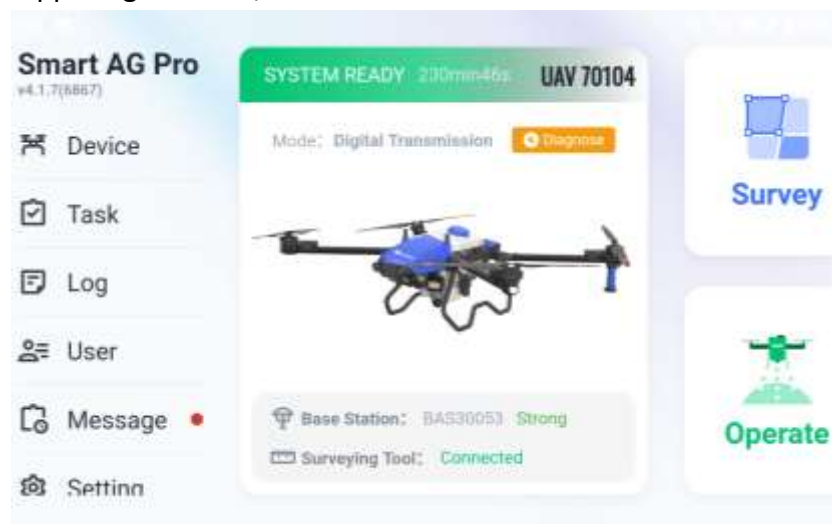 Smart AG Pro
v4.1.7(6867)
Device
Task
Log
User
Message
Setting
SYSTEM READY 230min46s UAV 70104
Mode: Digital Transmission Diagnose
Base Station: BAS30053 Strong
Surveying Tool: Connected
Survey
Operate